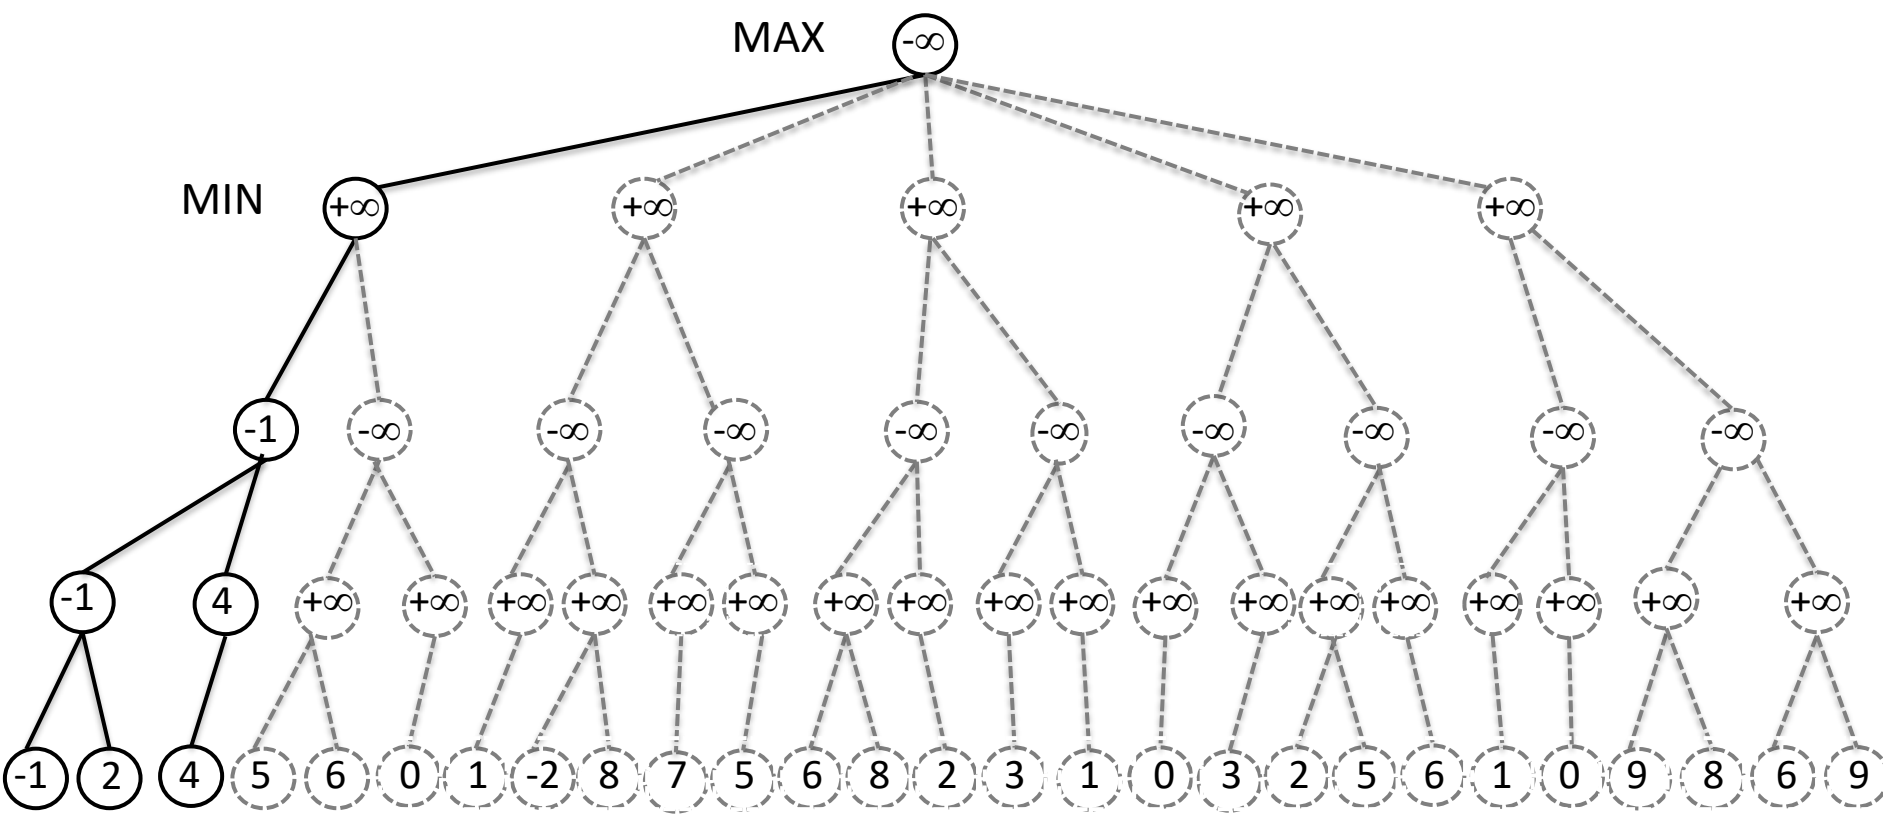 MAX -∞
MIN +∞ +∞ +∞ +∞ +∞
-1 -∞ -∞ -∞ -∞ -∞ -∞ -∞ -∞ -∞
-1 4 +∞ +∞ +∞ +∞ +∞ +∞ +∞ +∞ +∞ +∞ +∞ +∞ +∞ +∞ +∞ +∞ +∞ +∞
-1 2 4 5 6 0 1 -2 8 7 5 6 8 2 3 1 0 3 2 5 6 1 0 9 8 6 9